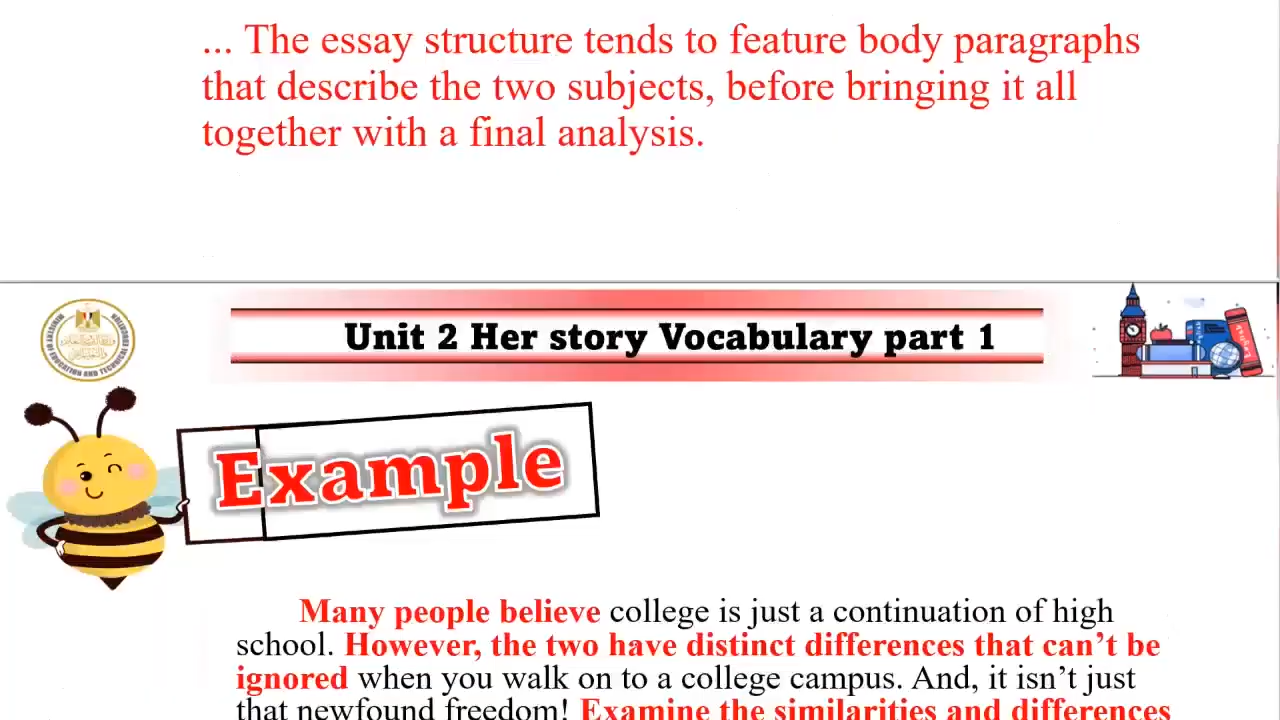 ... The essay structure tends to feature body paragraphs
that describe the two subjects, before bringing it all
together with a final analysis.
Unit 2 Her story Vocabulary part 1
Example
Many people believe college is just a continuation of high
school. However, the two have distinct differences that can’t be
ignored when you walk on to a college campus. And, it isn’t just
that newfound freedom! Examine the similarities and differences